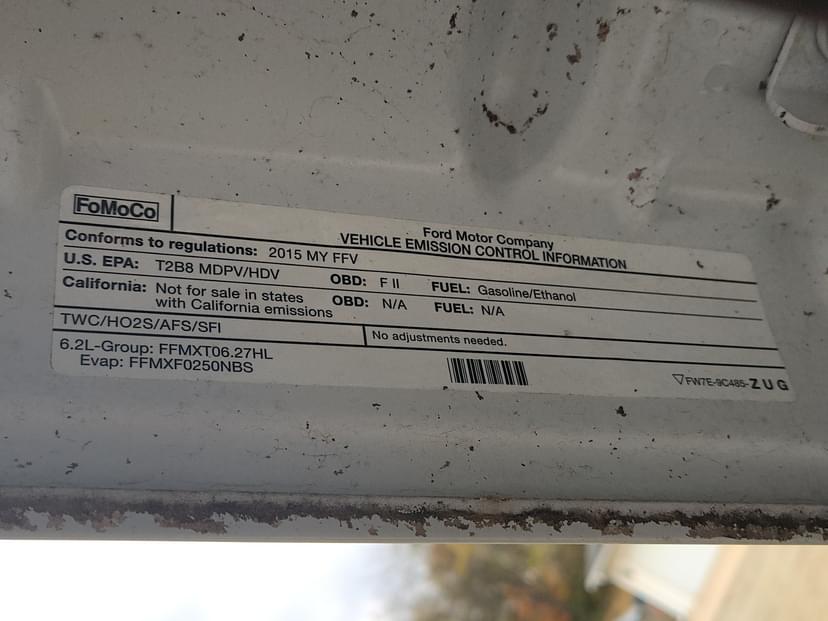 FoMoCo
Ford Motor Company
VEHICLE EMISSION CONTROL INFORMATION
Conforms to regulations: 2015 MY FFV
U.S. EPA: T2B8 MDPV/HDV OBD: F II FUEL: Gasoline/Ethanol
California: Not for sale in states with California emissions OBD: N/A FUEL: N/A
TWC/HO2S/AFS/SFI
No adjustments needed.
6.2L-Group: FFMXT06.27HL
Evap: FFMXF0250NBS
FW7E-9C485-ZUG